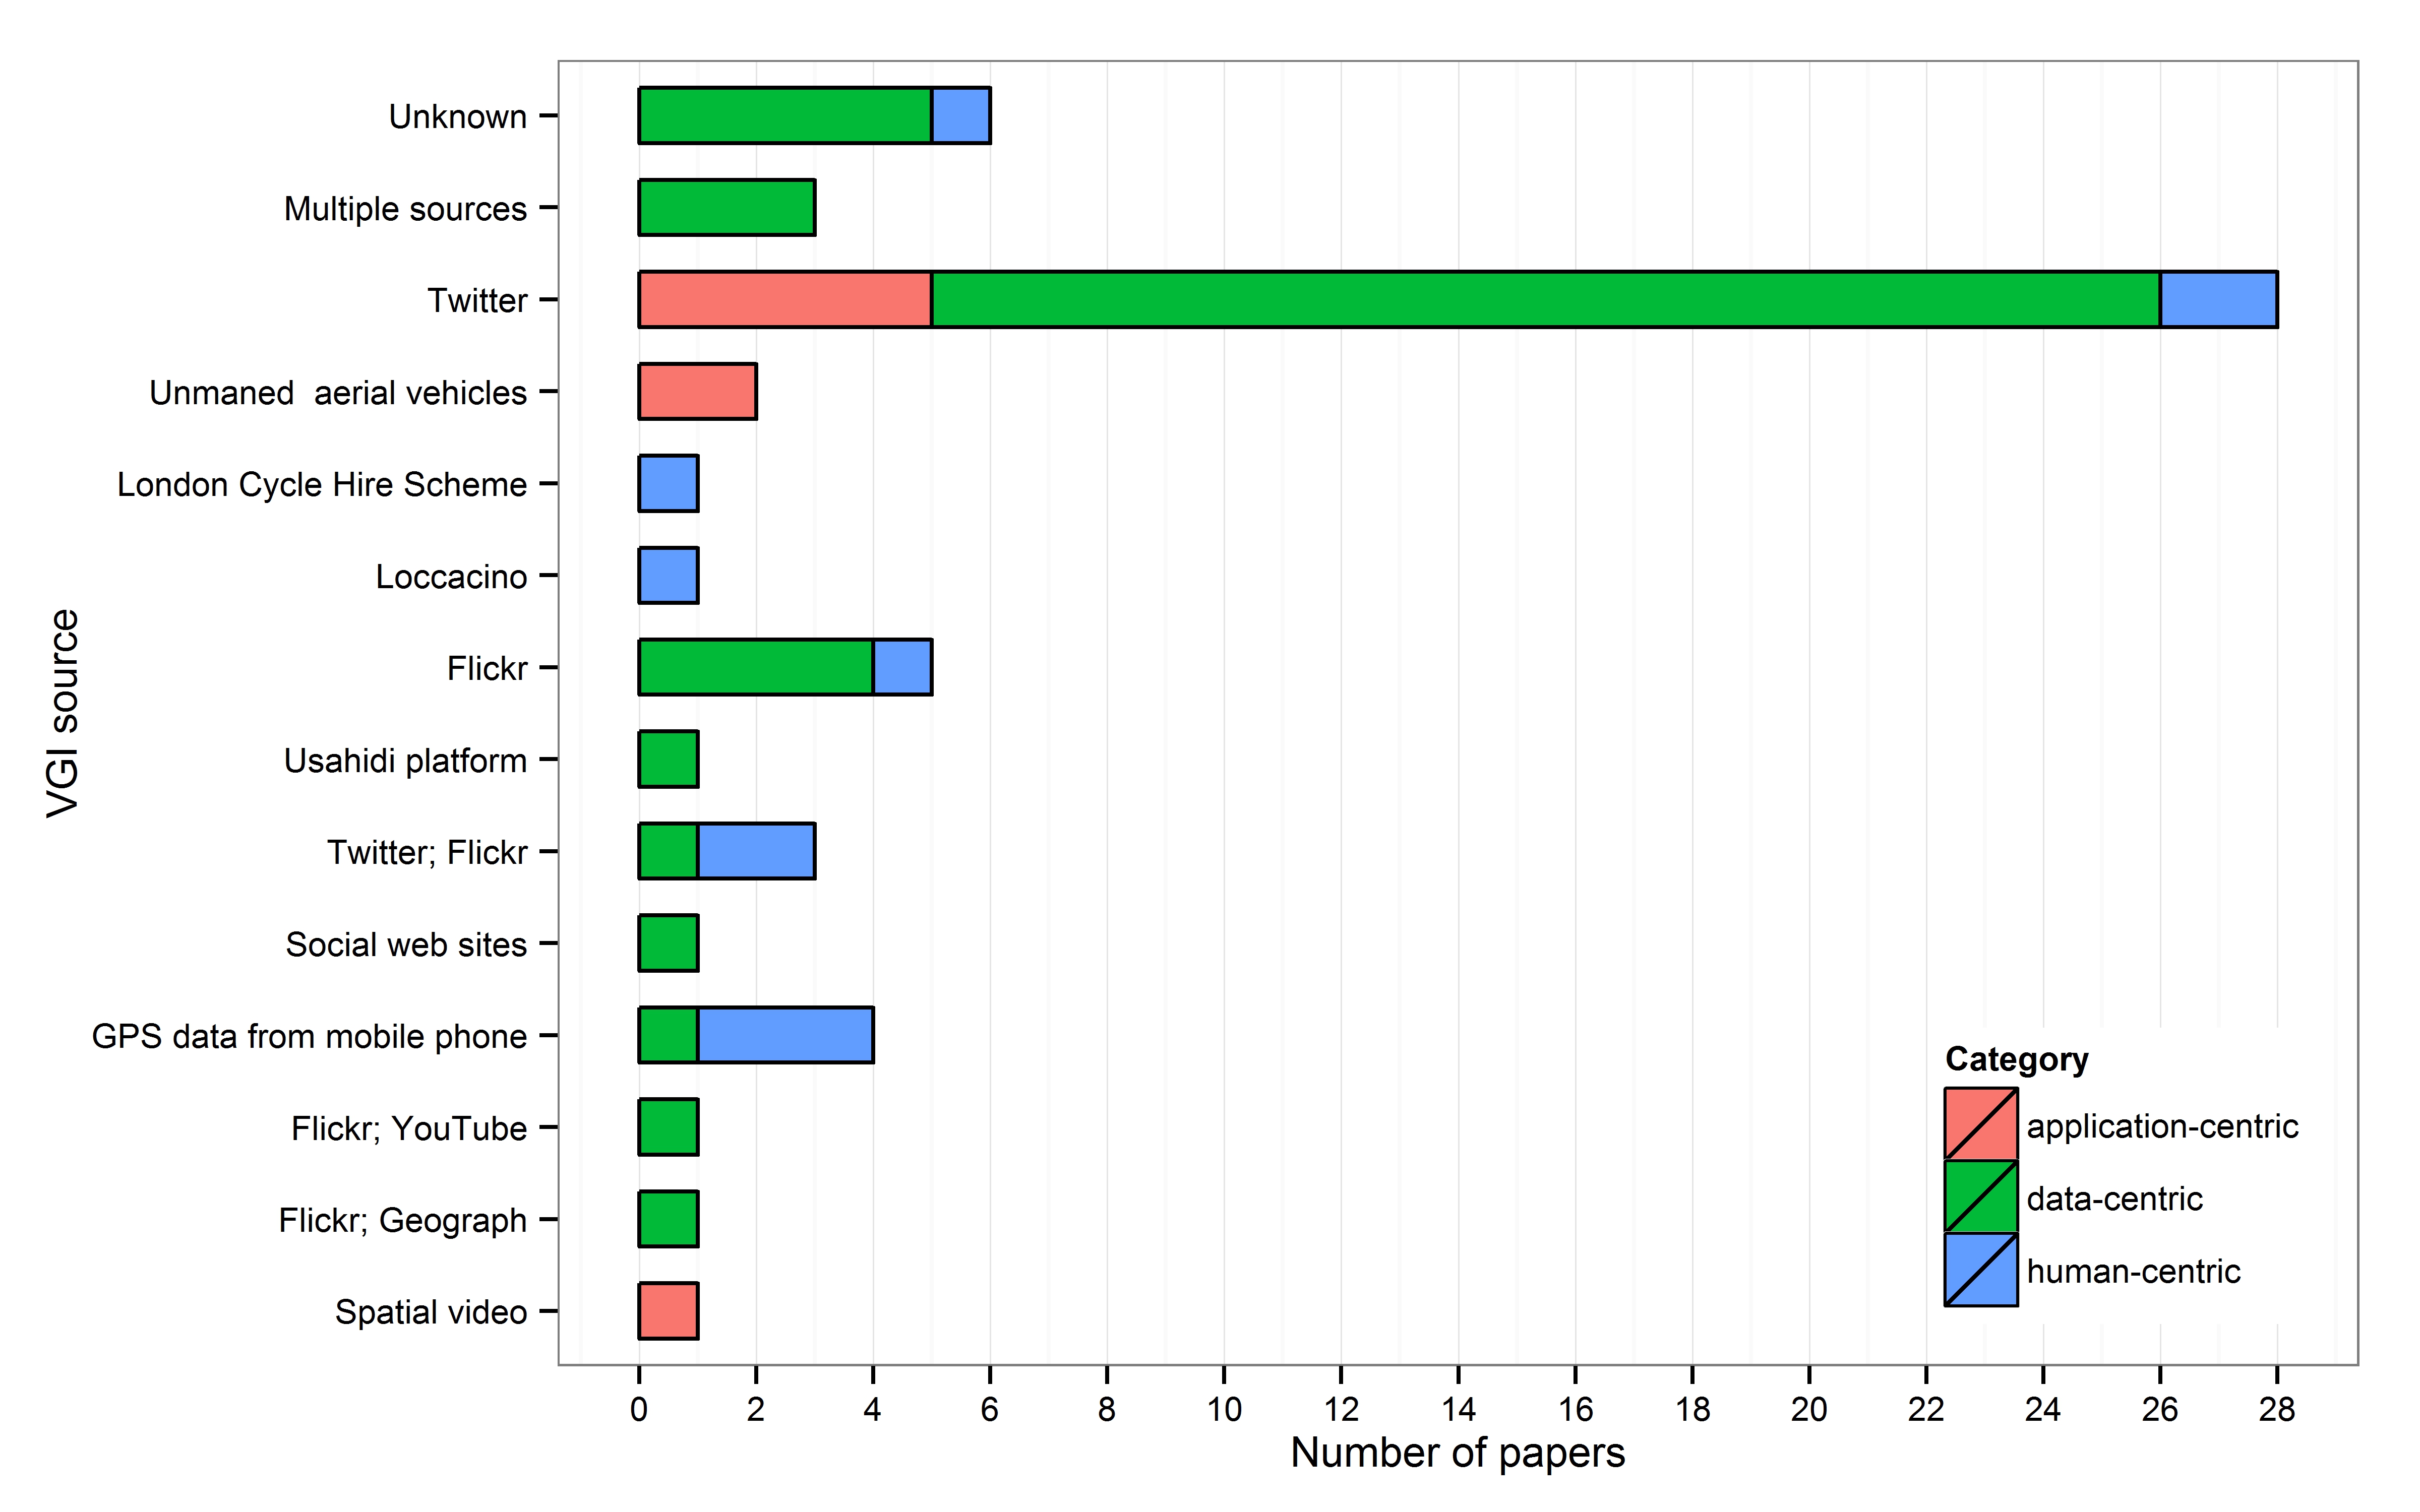 Unknown
Multiple sources
Twitter
Unmaned  aerial vehicles
London Cycle Hire Scheme
Loccacino
Flickr
Usahidi platform
Twitter; Flickr
Social web sites
GPS data from mobile phone
Flickr; YouTube
Flickr; Geograph
Spatial video
VGI source
Category
application-centric
data-centric
human-centric
0 2 4 6 8 10 12 14 16 18 20 22 24 26 28
Number of papers